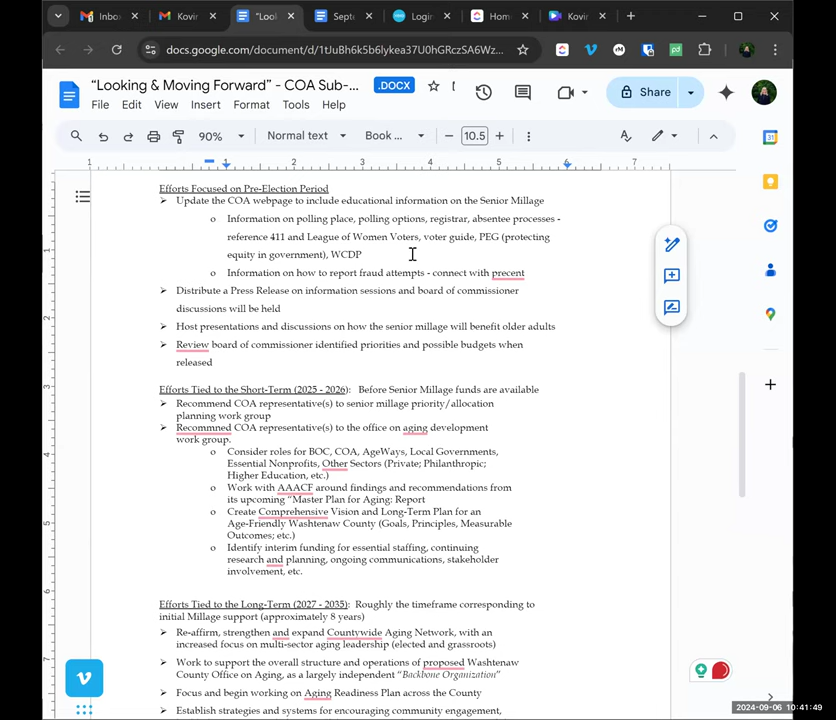 Inbo
Kovir
"Look
Septe
Login
Home
Kovir
docs.google.com/document/d/1tJuBh6k5b6lykea37U0hGRczSA6Wz...
"Looking & Moving Forward" - COA Sub-...
.DOCX
Share
File Edit View Insert Format Tools Help
90% Normal text Book ... 10.5
1 1 2 3 4 5 6 7
Efforts Focused on Pre-Election Period
Update the COA webpage to include educational information on the Senior Millage
o Information on polling place, polling options, registrar, absentee processes -
reference 411 and League of Women Voters, voter guide, PEG (protecting
equity in government), WCDP
o Information on how to report fraud attempts - connect with precent
Distribute a Press Release on information sessions and board of commissioner
discussions will be held
Host presentations and discussions on how the senior millage will benefit older adults
Review board of commissioner identified priorities and possible budgets when
released
Efforts Tied to the Short-Term (2025 - 2026): Before Senior Millage funds are available
Recommend COA representative(s) to senior millage priority/allocation
planning work group
Recommned COA representative(s) to the office on aging development
work group.
o Consider roles for BOC, COA, AgeWays, Local Governments,
Essential Nonprofits, Other Sectors (Private; Philanthropic;
Higher Education, etc.)
o Work with AAACF around findings and recommendations from
its upcoming "Master Plan for Aging: Report
o Create Comprehensive Vision and Long-Term Plan for an
Age-Friendly Washtenaw County (Goals, Principles, Measurable
Outcomes; etc.)
o Identify interim funding for essential staffing, continuing
research and planning, ongoing communications, stakeholder
involvement, etc.
Efforts Tied to the Long-Term (2027 - 2035): Roughly the timeframe corresponding to
initial Millage support (approximately 8 years)
Re-affirm, strengthen and expand Countywide Aging Network, with an
increased focus on multi-sector aging leadership (elected and grassroots)
Work to support the overall structure and operations of proposed Washtenaw
County Office on Aging, as a largely independent "Backbone Organization"
Focus and begin working on Aging Readiness Plan across the County
Establish strategies and systems for encouraging community engagement,
2024-09-06 10:41:49